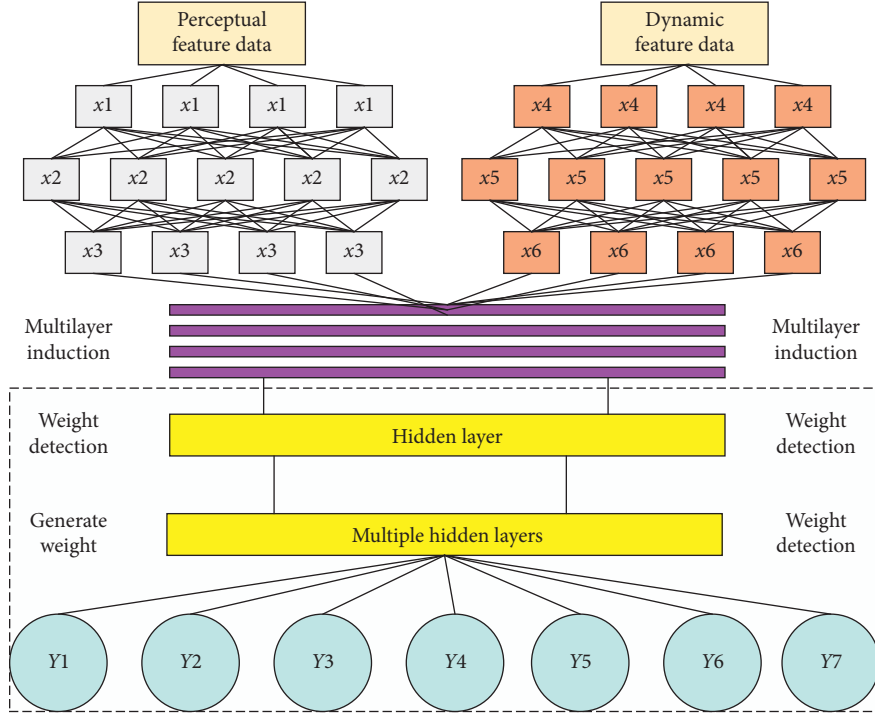 Perceptual
feature data
Dynamic
feature data
x1 x1 x1 x1
x4 x4 x4 x4
x2 x2 x2 x2 x2
x5 x5 x5 x5 x5
x3 x3 x3 x3
x6 x6 x6 x6
Multilayer
induction
Multilayer
induction
Weight
detection
Hidden layer
Weight
detection
Generate
weight
Multiple hidden layers
Weight
detection
Y1 Y2 Y3 Y4 Y5 Y6 Y7